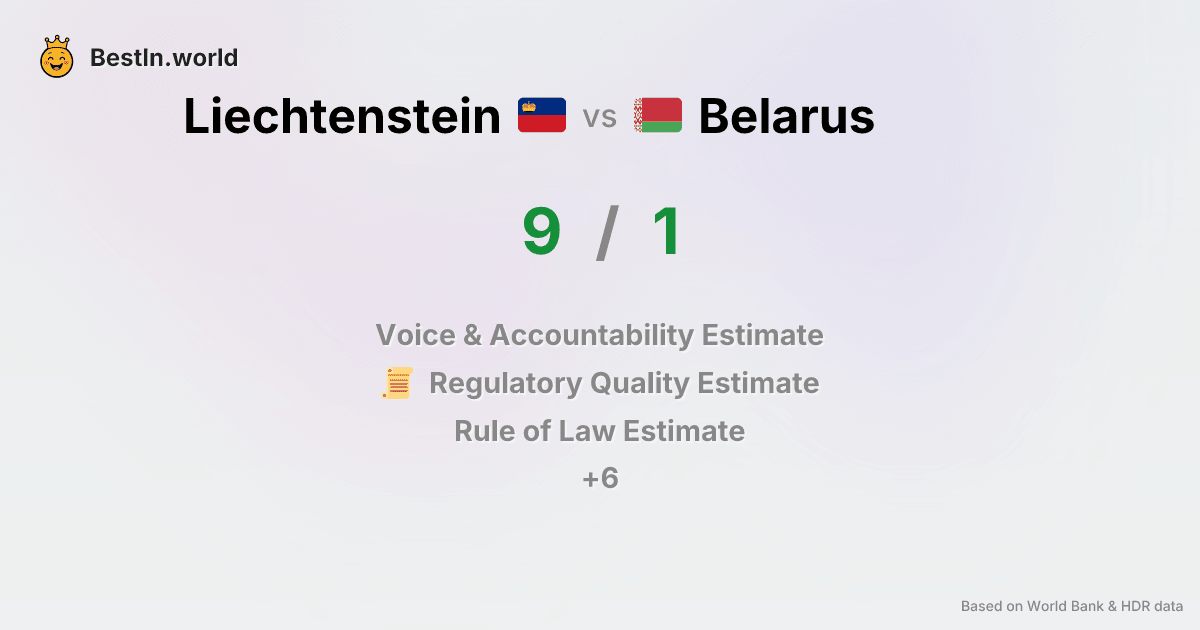 BestIn.world
Liechtenstein vs Belarus
9 / 1
Voice & Accountability Estimate
Regulatory Quality Estimate
Rule of Law Estimate
+6
Based on World Bank & HDR data